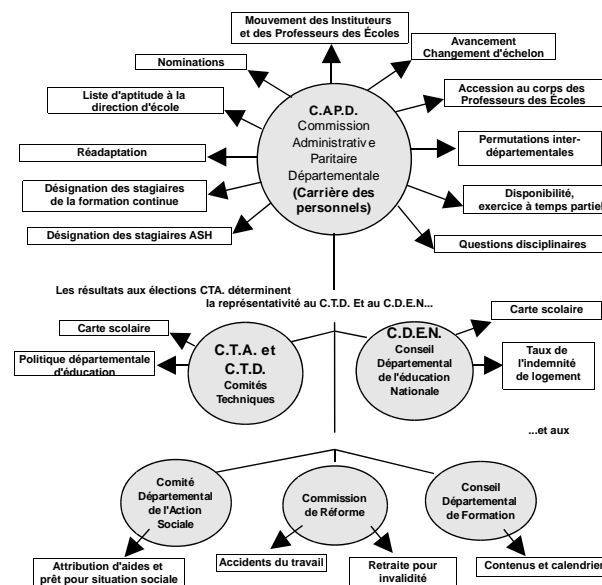 Mouvement des Instituteurs
et des Professeurs des Écoles
Avancement
Changement d'échelon
Nominations
Liste d'aptitude à la
direction d'école
Accession au corps des
Professeurs des Écoles
C.A.P.D.
Commission
Administrative
Paritaire
Départementale
(Carrière des
personnels)
Réadaptation
Permutations inter-
départementales
Désignation des stagiaires
de la formation continue
Disponibilité,
exercice à temps partiel
Désignation des stagiaires ASH
Questions disciplinaires
Les résultats aux élections CTA. déterminent
la représentativité au C.T.D. Et au C.D.E.N...
Carte scolaire
Politique départementale
d'éducation
C.T.A. et
C.T.D.
Comités
Techniques
C.D.E.N.
Conseil
Départemental
de l'éducation
Nationale
Carte scolaire
Taux de
l'indemnité
de logement
...et aux
Comité
Départemental
de l'Action
Sociale
Commission
de Réforme
Conseil
Départemental
de Formation
Attribution d'aides et
prêt pour situation sociale
Accidents du travail
Retraite pour
invalidité
Contenus et calendrier